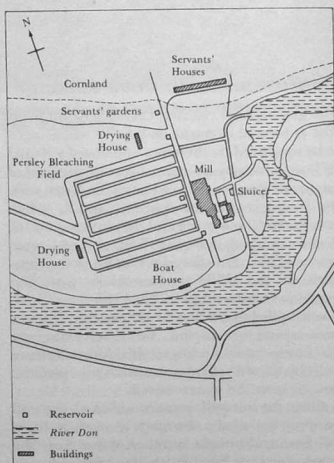 N
Servants'
Houses
Cornland
Servants' gardens
Drying
House
Persley Bleaching
Field
Mill
Sluice
Drying
House
Boat
House
Reservoir
River Don
Buildings